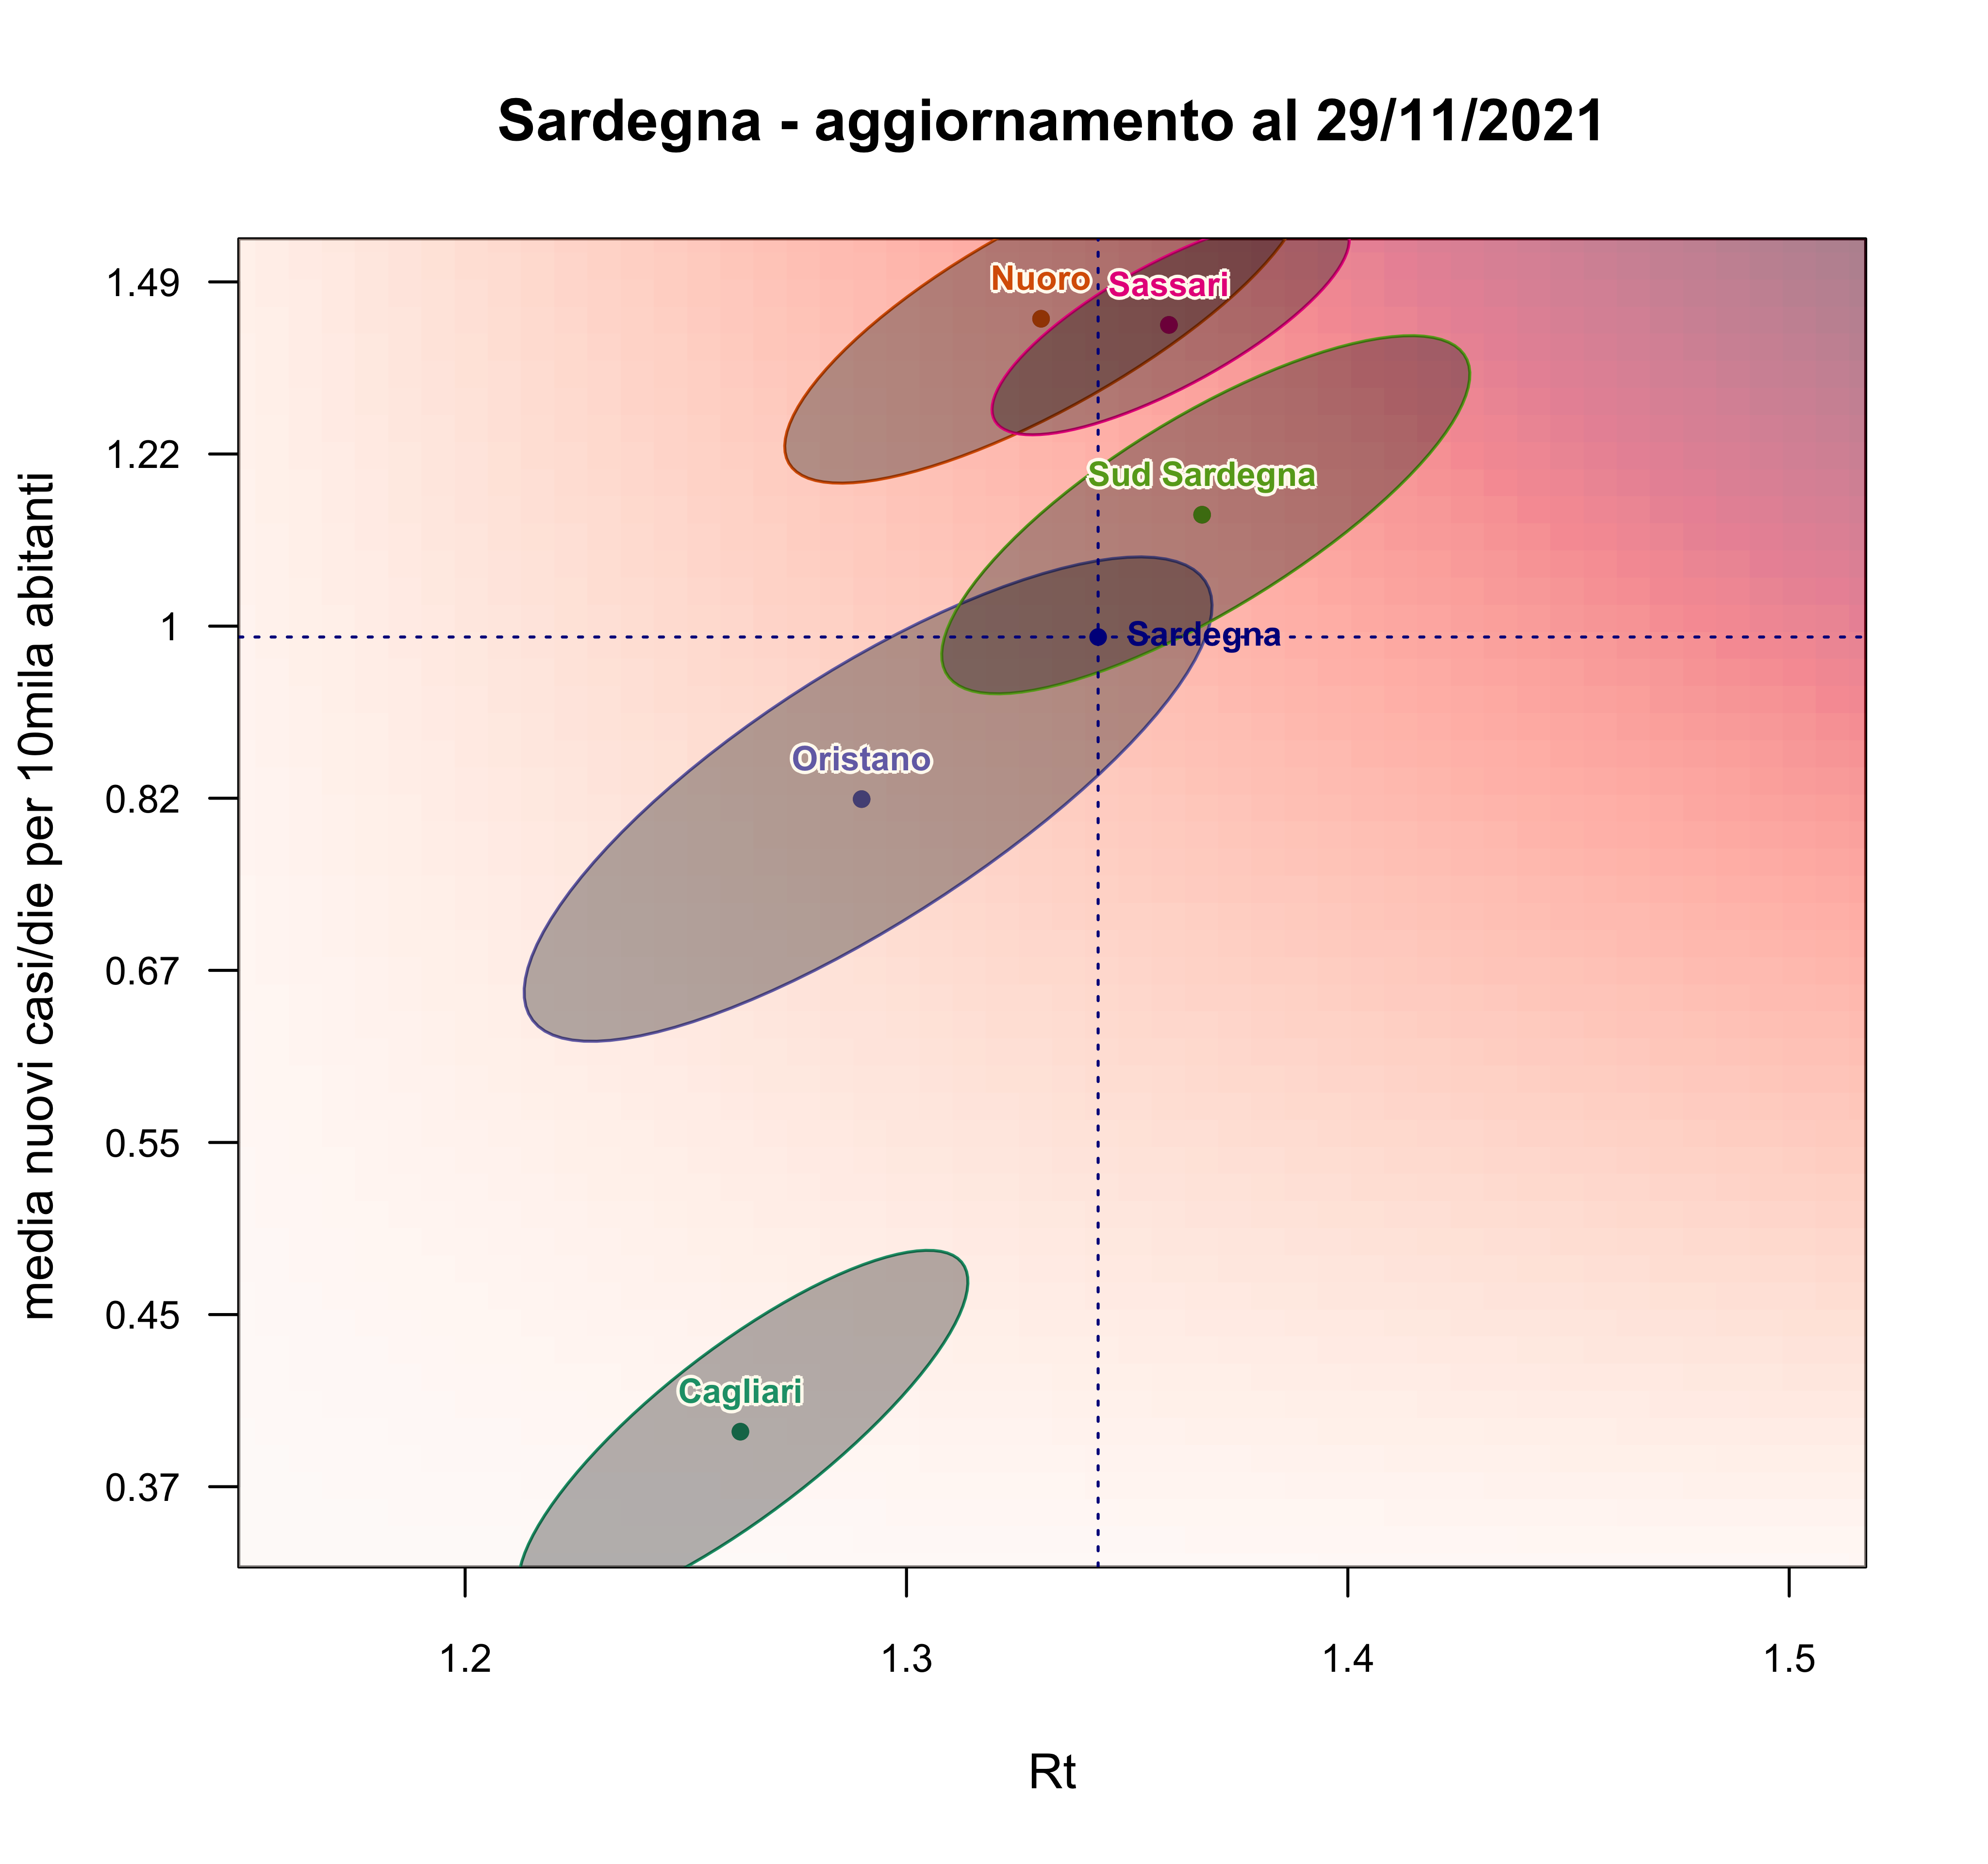 Sardegna - aggiornamento al 29/11/2021
media nuovi casi/die per 10mila abitanti
1.49
1.22
1
0.82
0.67
0.55
0.45
0.37
Nuoro
Sassari
Sud Sardegna
Sardegna
Oristano
Cagliari
1.2
1.3
1.4
1.5
Rt